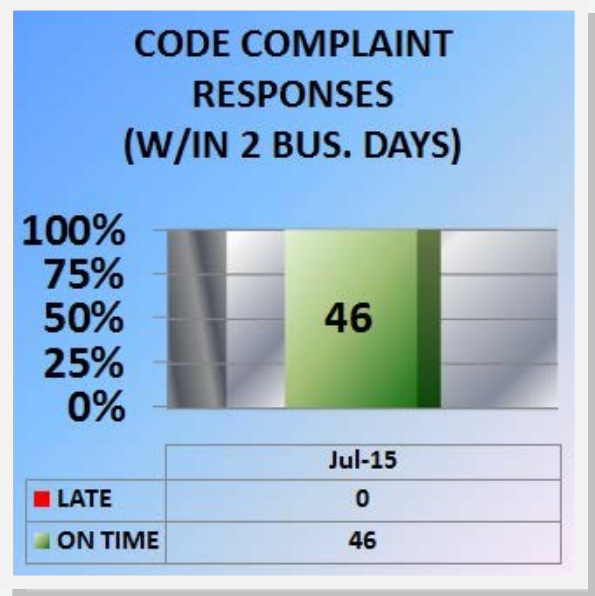 CODE COMPLAINT
RESPONSES
(W/IN 2 BUS. DAYS)
100%
75%
50%
25%
0%
46
Jul-15
LATE 0
ON TIME 46